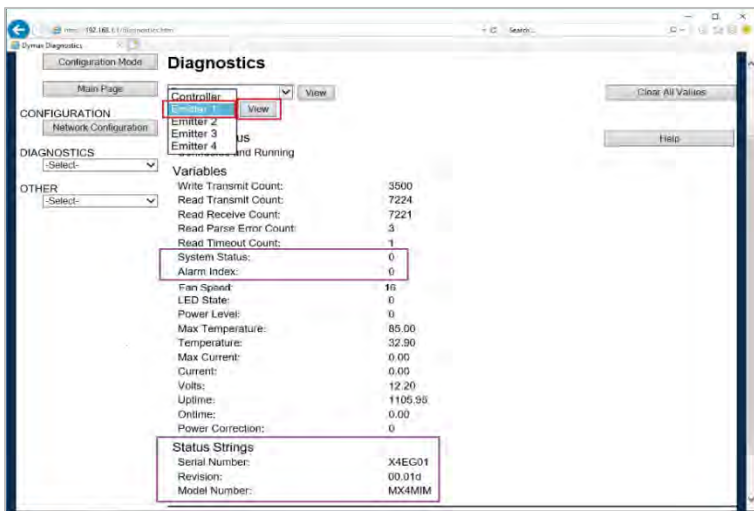 Dymax Diagnostics
Search...
Configuration Mode
Diagnostics
Main Page
View
Clear All Values
Controller
Emitter 1
View
Emitter 2
Emitter 3
Emitter 4
CONFIGURATION
Network Configuration
Help
DIAGNOSTICS
-Select-
and Running
OTHER
-Select-
Variables
Write Transmit Count: 3500
Read Transmit Count: 7224
Read Receive Count: 7221
Read Parse Error Count: 3
Read Timeout Count: 1
System Status: 0
Alarm Index: 0
Fan Speed: 16
LED State: 0
Power Level: 0
Max Temperature: 85.00
Temperature: 32.90
Max Current: 0.00
Current: 0.00
Volts: 12.20
Uptime: 1105.95
Ontime: 0.00
Power Correction: 0
Status Strings
Serial Number: X4EG01
Revision: 00.01d
Model Number: MX4MIM